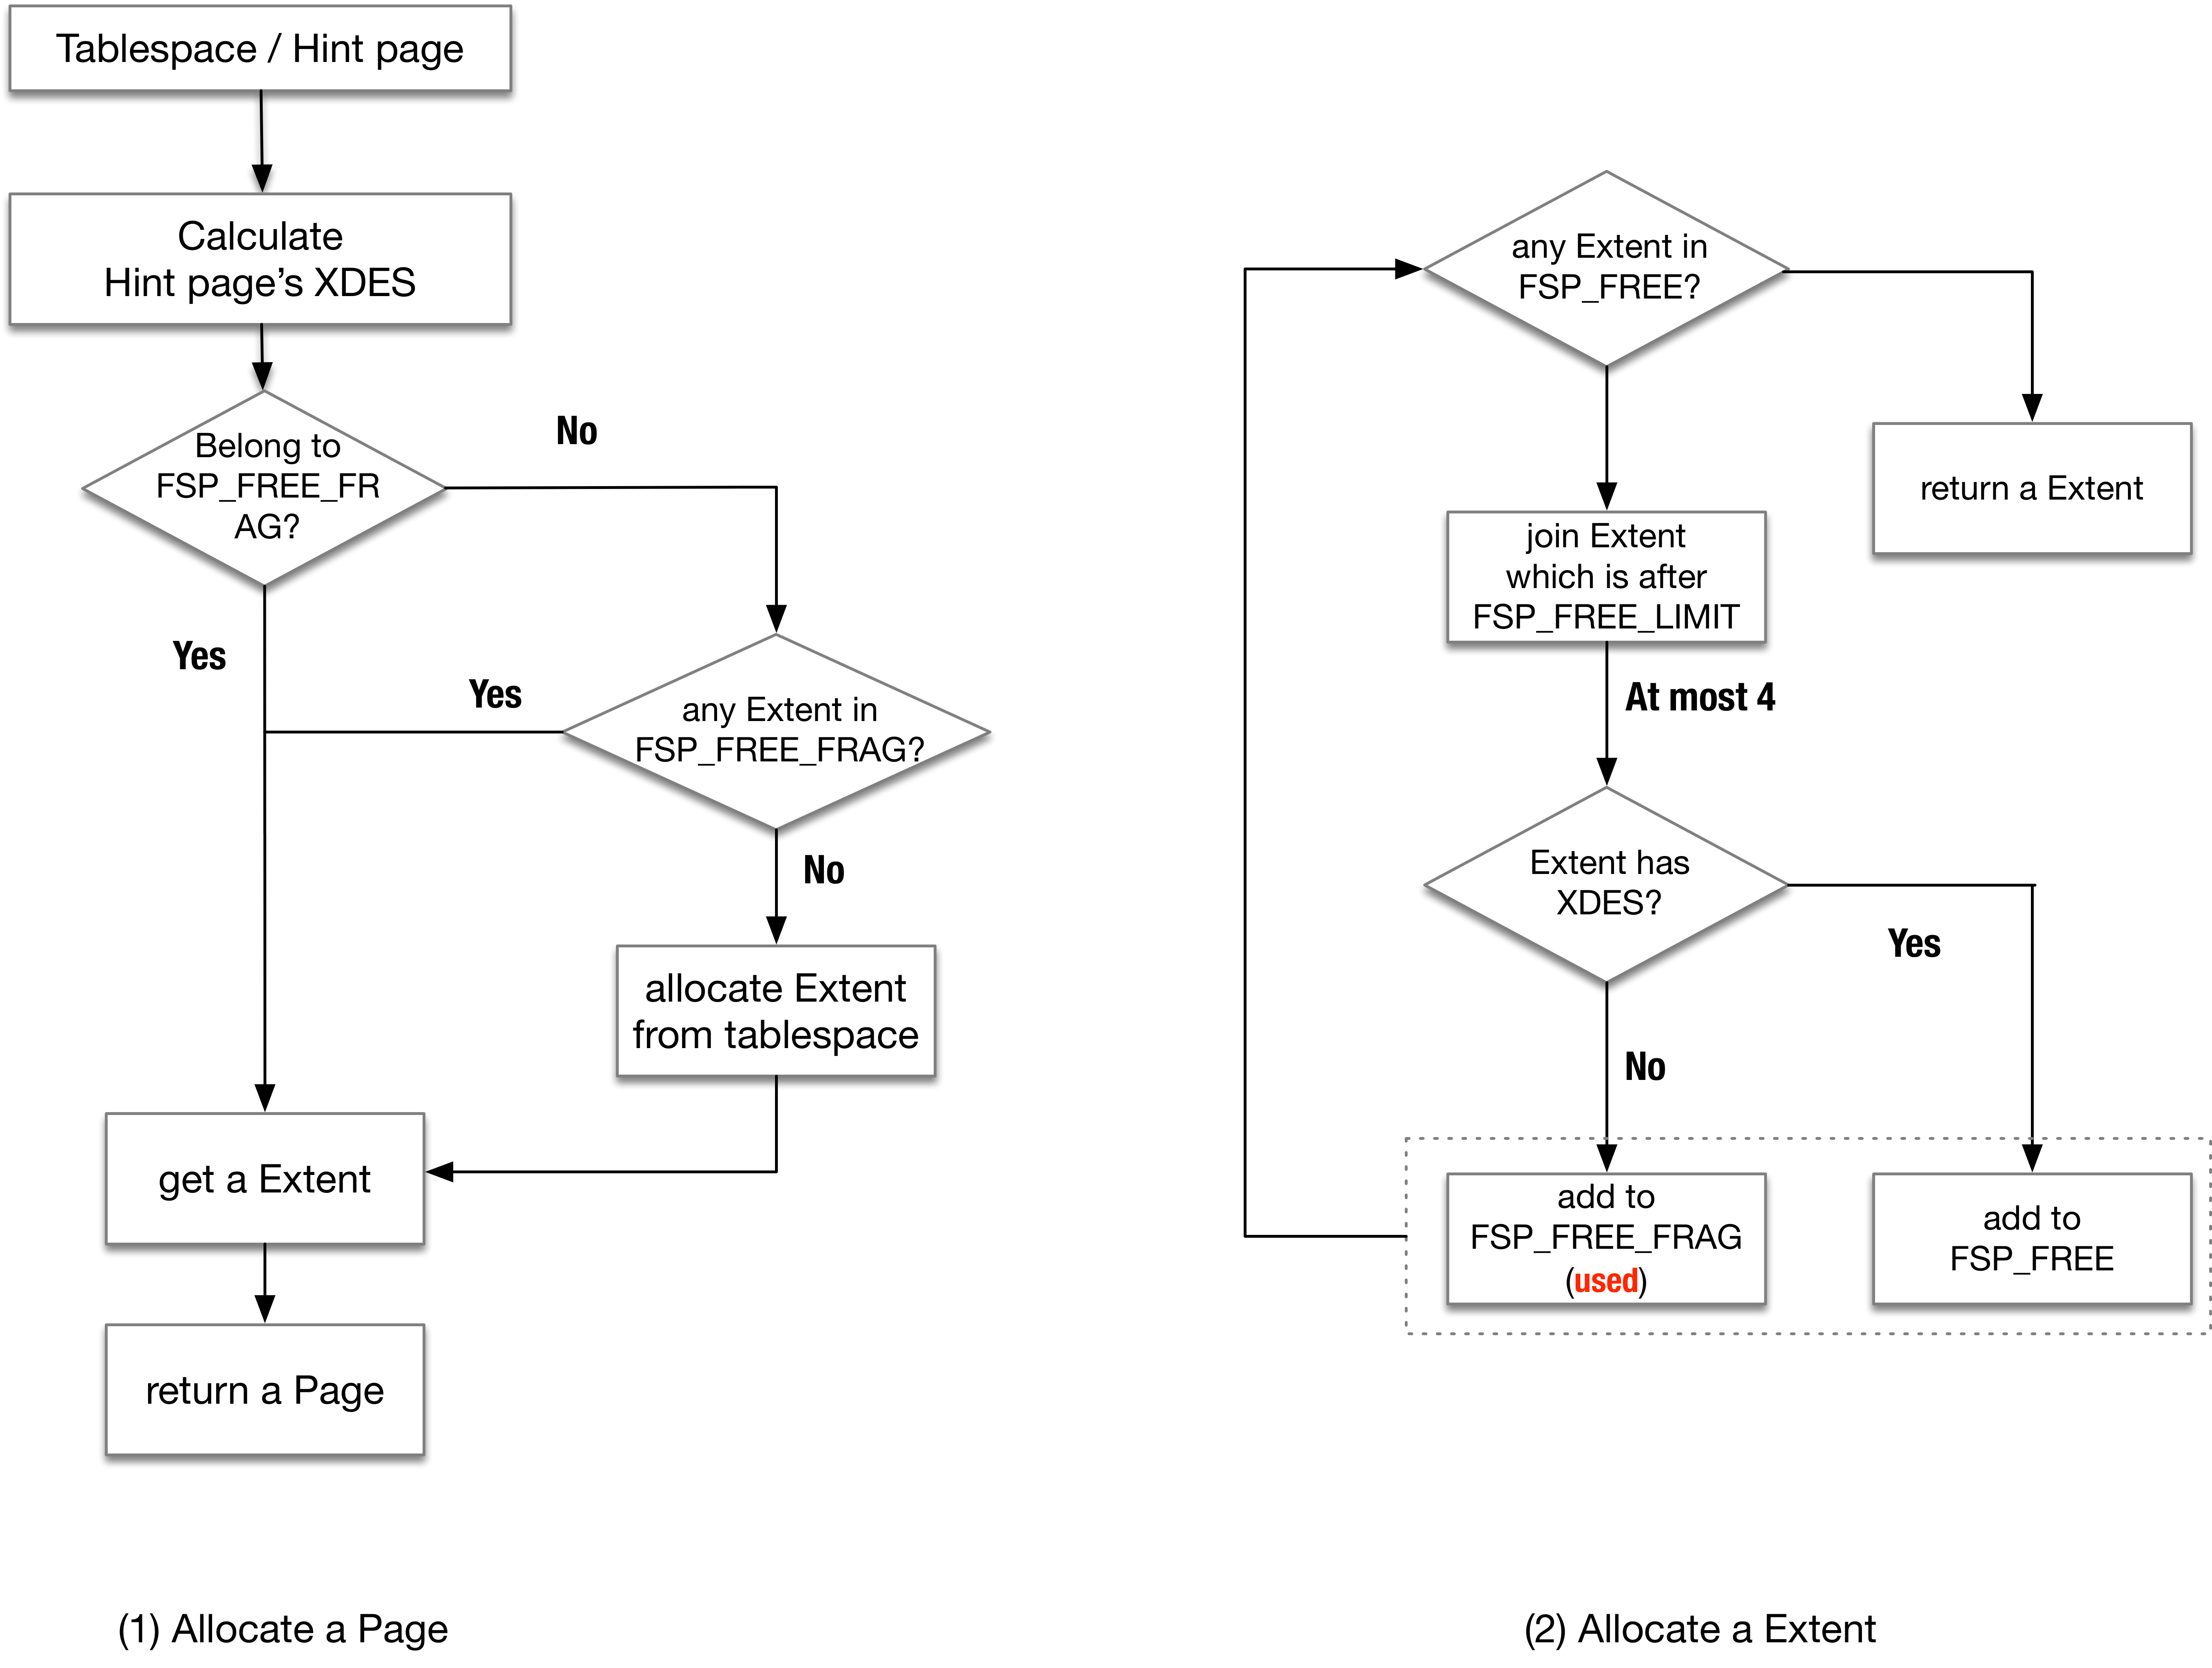 Tablespace / Hint page
Calculate
Hint page's XDES
Belong to
FSP_FREE_FR
AG?
No
Yes
Yes
any Extent in
FSP_FREE_FRAG?
No
allocate Extent
from tablespace
get a Extent
return a Page
(1) Allocate a Page
any Extent in
FSP_FREE?
return a Extent
join Extent
which is after
FSP_FREE_LIMIT
At most 4
Extent has
XDES?
Yes
No
add to
FSP_FREE_FRAG
(used)
add to
FSP_FREE
(2) Allocate a Extent